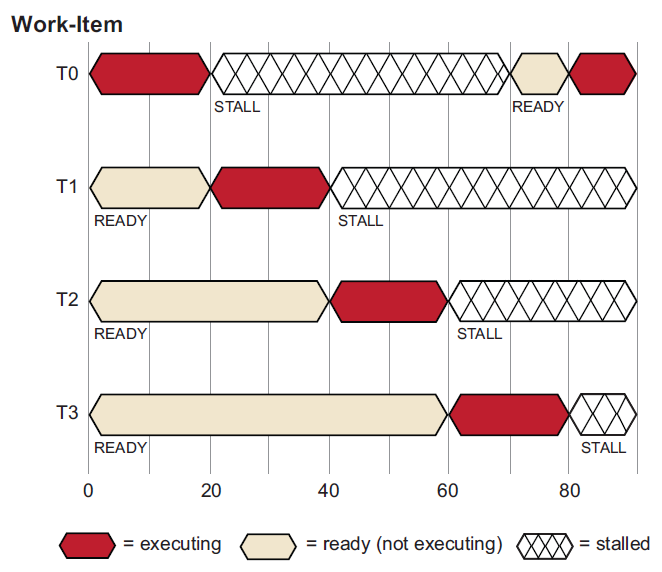 Work-Item
T0
STALL
READY
T1
READY
STALL
T2
READY
STALL
T3
READY
STALL
0 20 40 60 80
= executing = ready (not executing) = stalled